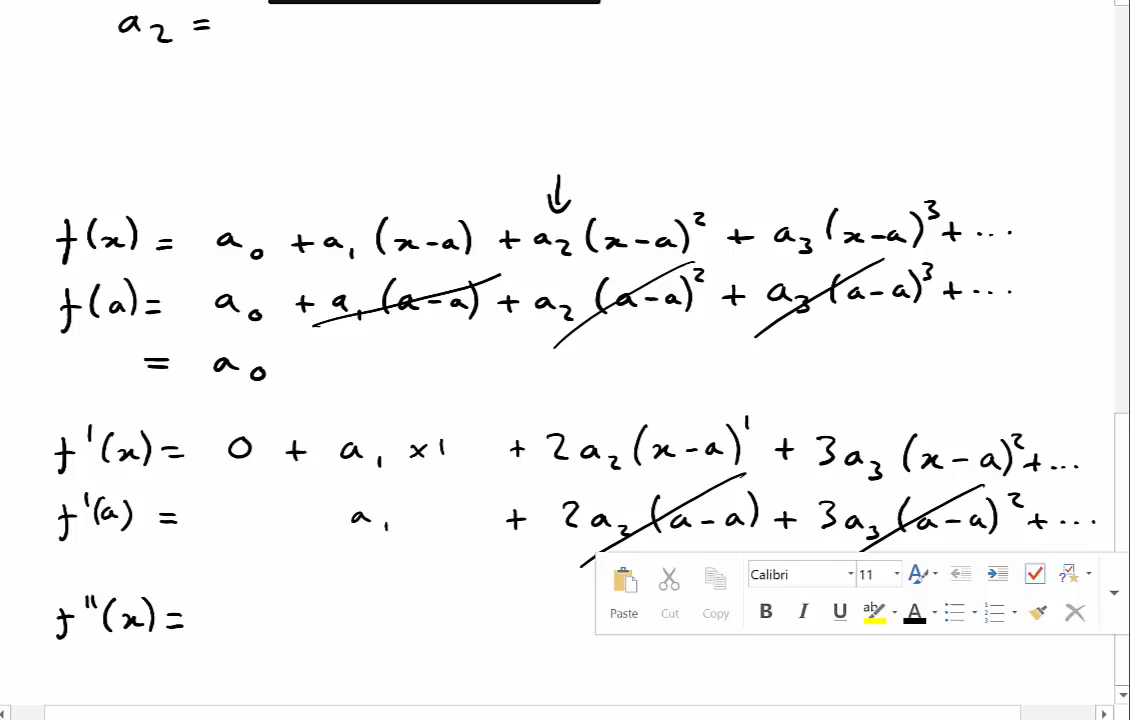 a₂ =
↓
f(x) = a₀ + a₁ (x-a) + a₂ (x-a)² + a₃ (x-a)³ + ...
f(a) = a₀ + a₁ (a-a) + a₂ (a-a)² + a₃ (a-a)³ + ...
= a₀
f'(x) = 0 + a₁ ×1 + 2a₂ (x-a)¹ + 3a₃ (x-a)² + ...
f'(a) = a₁ + 2a₂ (a-a) + 3a₃ (a-a)² + ...
Calibri 11
Paste Cut Copy B I U ab A
f"(x) =